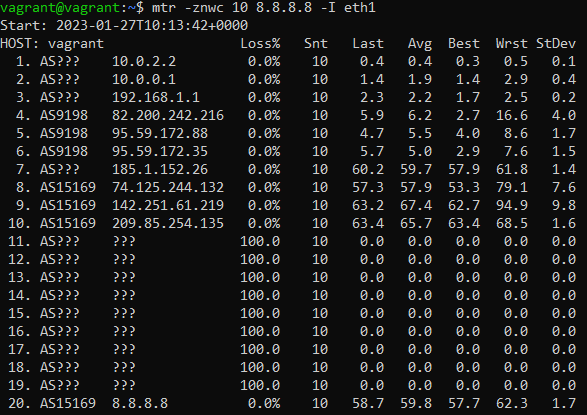 vagrant@vagrant:~$ mtr -znwc 10 8.8.8.8 -I eth1
Start: 2023-01-27T10:13:42+0000
HOST: vagrant Loss% Snt Last Avg Best Wrst StDev
1. AS??? 10.0.2.2 0.0% 10 0.4 0.4 0.3 0.5 0.1
2. AS??? 10.0.0.1 0.0% 10 1.4 1.9 1.4 2.9 0.4
3. AS??? 192.168.1.1 0.0% 10 2.3 2.2 1.7 2.5 0.2
4. AS9198 82.200.242.216 0.0% 10 5.9 6.2 2.7 16.6 4.0
5. AS9198 95.59.172.88 0.0% 10 4.7 5.5 4.0 8.6 1.7
6. AS9198 95.59.172.35 0.0% 10 5.7 5.0 2.9 7.6 1.5
7. AS??? 185.1.152.26 0.0% 10 60.2 59.7 57.9 61.8 1.4
8. AS15169 74.125.244.132 0.0% 10 57.3 57.9 53.3 79.1 7.6
9. AS15169 142.251.61.219 0.0% 10 63.2 67.4 62.7 94.9 9.8
10. AS15169 209.85.254.135 0.0% 10 63.4 65.7 63.4 68.5 1.6
11. AS??? ??? 100.0 10 0.0 0.0 0.0 0.0 0.0
12. AS??? ??? 100.0 10 0.0 0.0 0.0 0.0 0.0
13. AS??? ??? 100.0 10 0.0 0.0 0.0 0.0 0.0
14. AS??? ??? 100.0 10 0.0 0.0 0.0 0.0 0.0
15. AS??? ??? 100.0 10 0.0 0.0 0.0 0.0 0.0
16. AS??? ??? 100.0 10 0.0 0.0 0.0 0.0 0.0
17. AS??? ??? 100.0 10 0.0 0.0 0.0 0.0 0.0
18. AS??? ??? 100.0 10 0.0 0.0 0.0 0.0 0.0
19. AS??? ??? 100.0 10 0.0 0.0 0.0 0.0 0.0
20. AS15169 8.8.8.8 0.0% 10 58.7 59.8 57.7 62.3 1.7